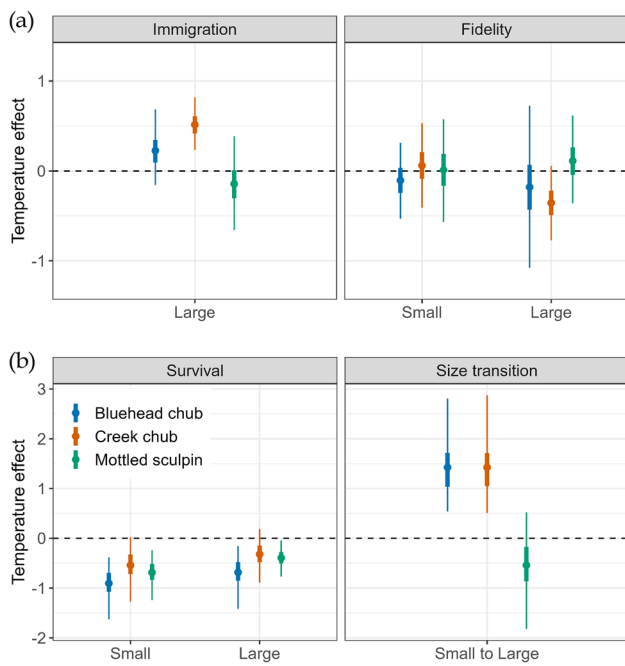 (a)
Immigration
Fidelity
Temperature effect
1
0
-1
Large
Small
Large
(b)
Survival
Size transition
Temperature effect
3
2
1
0
-1
-2
Bluehead chub
Creek chub
Mottled sculpin
Small
Large
Small to Large